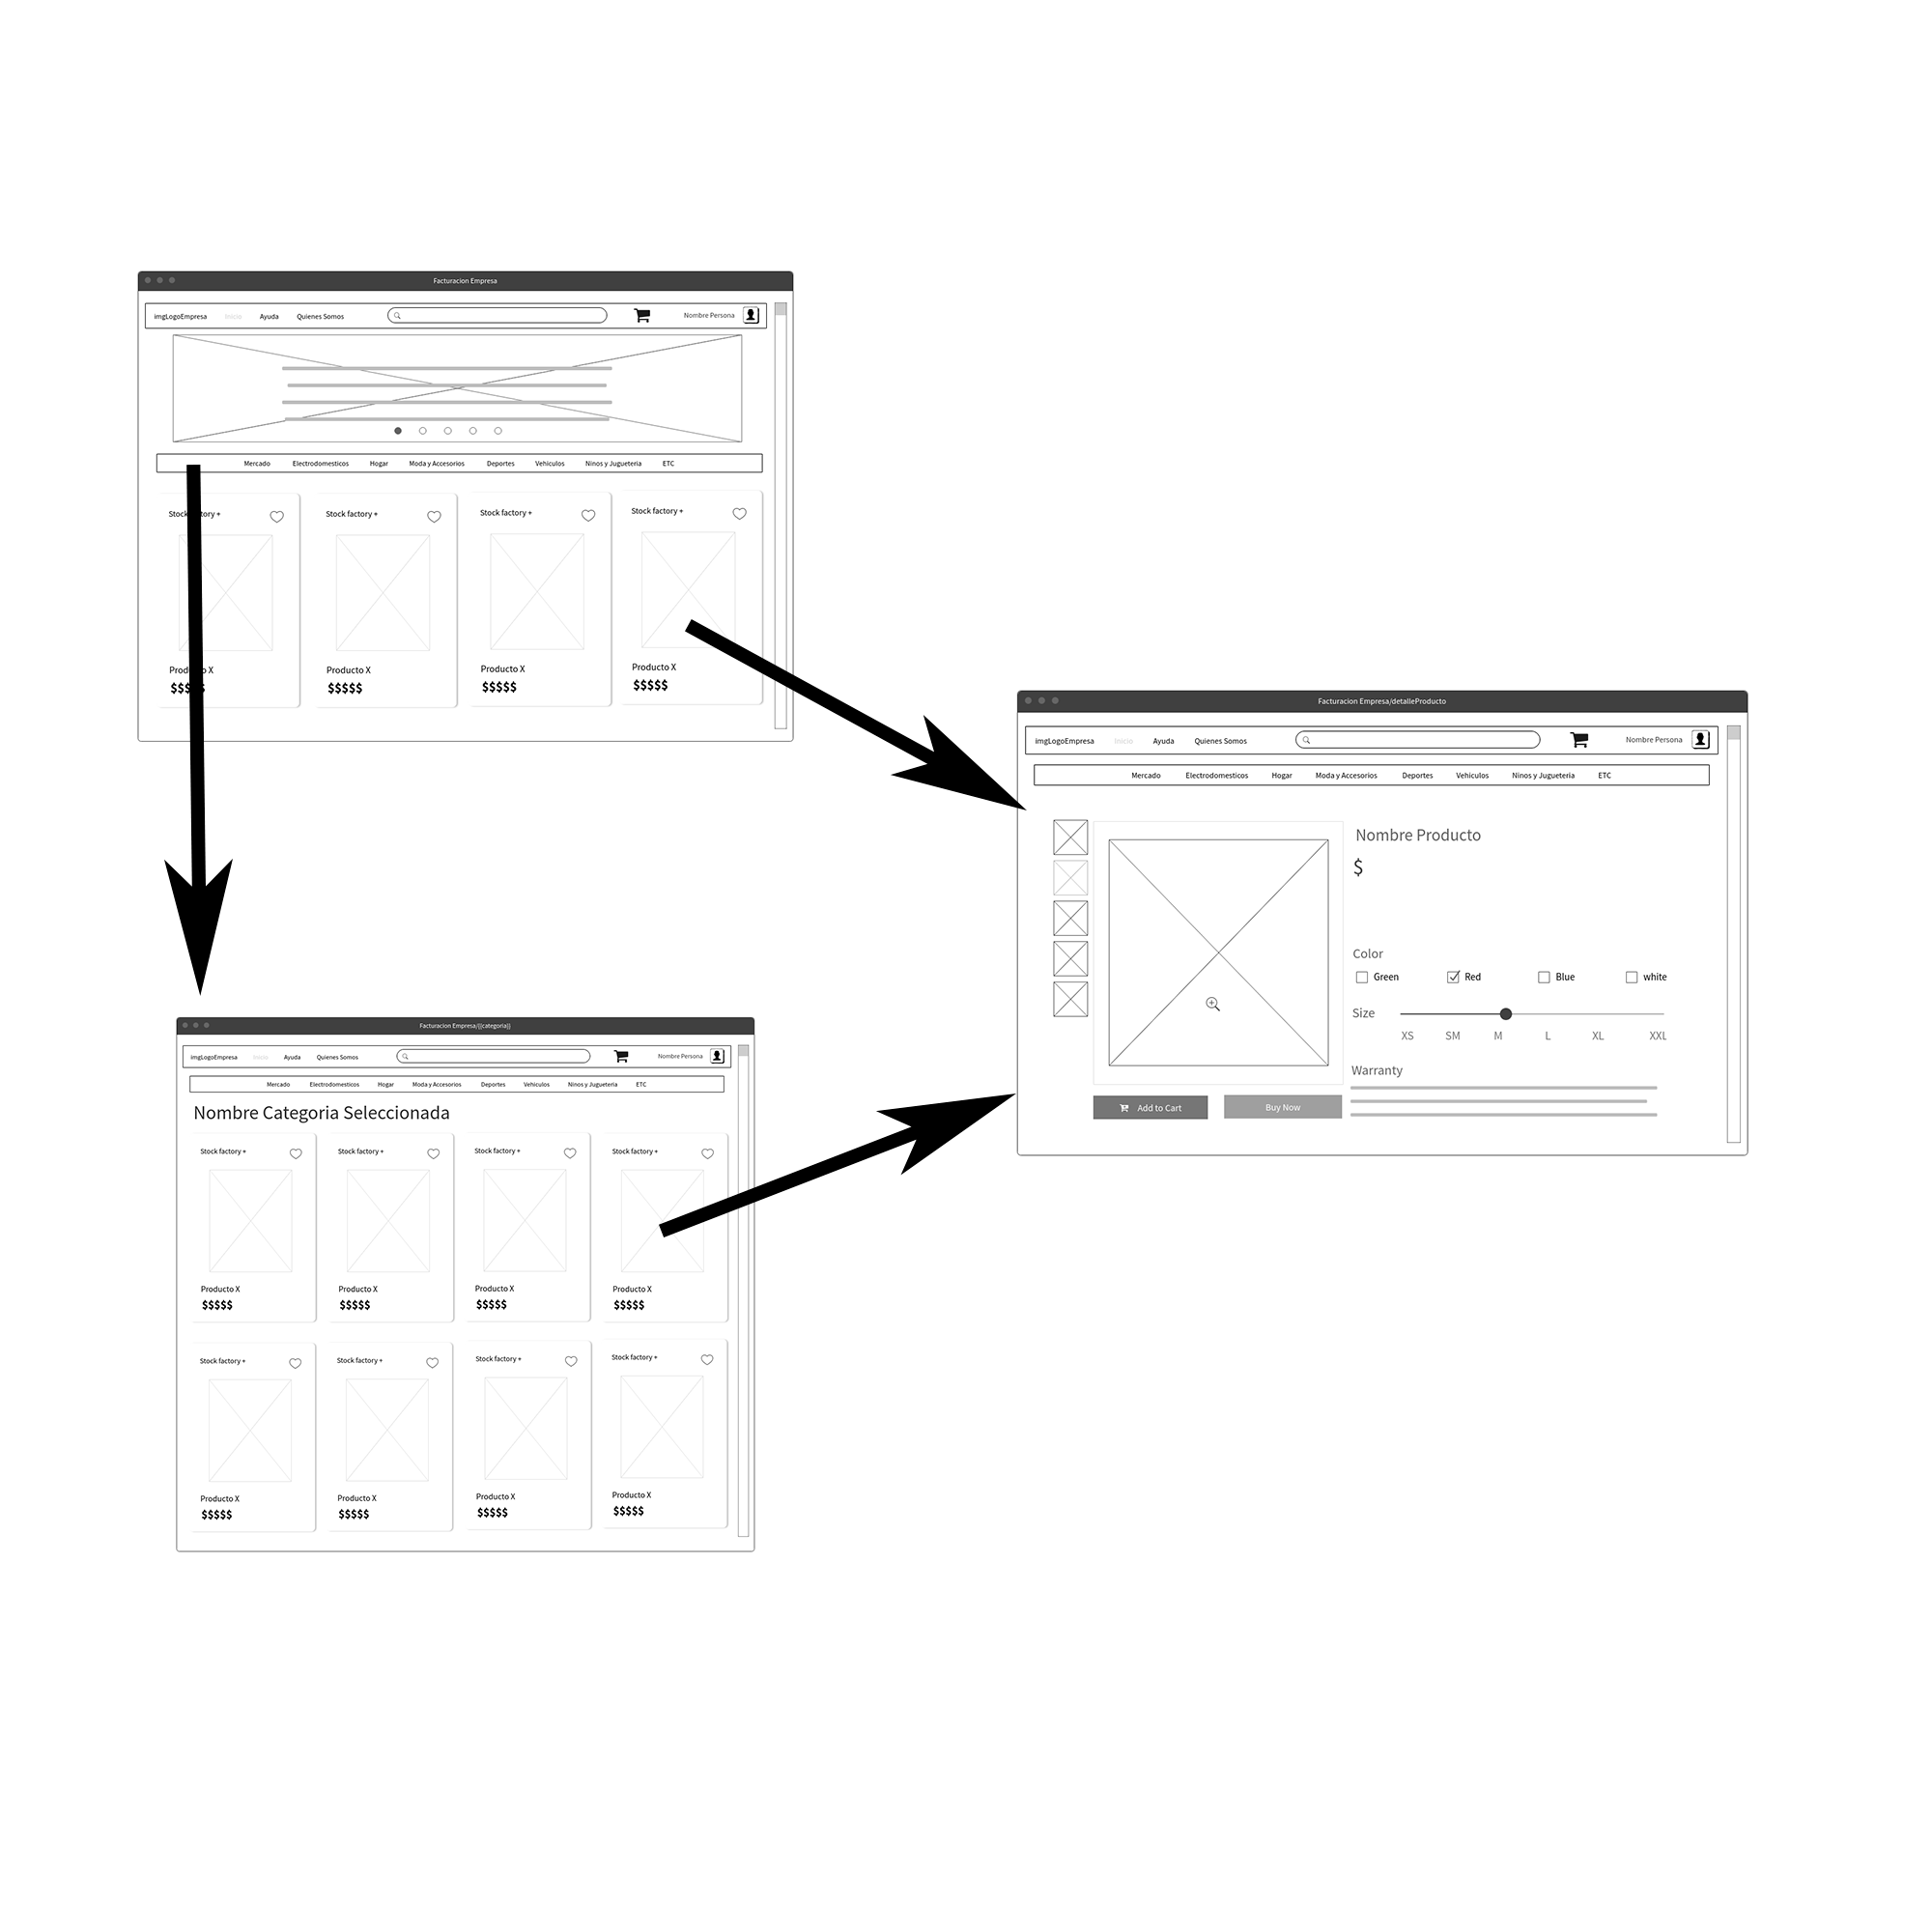 Facturacion Empresa
imgLogoEmpresa Inicio Ayuda Quienes Somos Nombre Persona
Mercado Electrodomesticos Hogar Moda y Accesorios Deportes Vehiculos Ninos y Jugueteria ETC
Stock factory + Stock factory + Stock factory + Stock factory +
Producto X Producto X Producto X Producto X
$$$$$ $$$$$ $$$$$ $$$$$
Facturacion Empresa/detalleProducto
imgLogoEmpresa Inicio Ayuda Quienes Somos Nombre Persona
Mercado Electrodomesticos Hogar Moda y Accesorios Deportes Vehiculos Ninos y Jugueteria ETC
Nombre Producto
$
Color
Green Red Blue white
Size
XS SM M L XL XXL
Warranty
Add to Cart Buy Now
Facturacion Empresa/{{categoria}}
imgLogoEmpresa Inicio Ayuda Quienes Somos Nombre Persona
Mercado Electrodomesticos Hogar Moda y Accesorios Deportes Vehiculos Ninos y Jugueteria ETC
Nombre Categoria Seleccionada
Stock factory + Stock factory + Stock factory + Stock factory +
Producto X Producto X Producto X Producto X
$$$$$ $$$$$ $$$$$ $$$$$
Stock factory + Stock factory + Stock factory + Stock factory +
Producto X Producto X Producto X Producto X
$$$$$ $$$$$ $$$$$ $$$$$